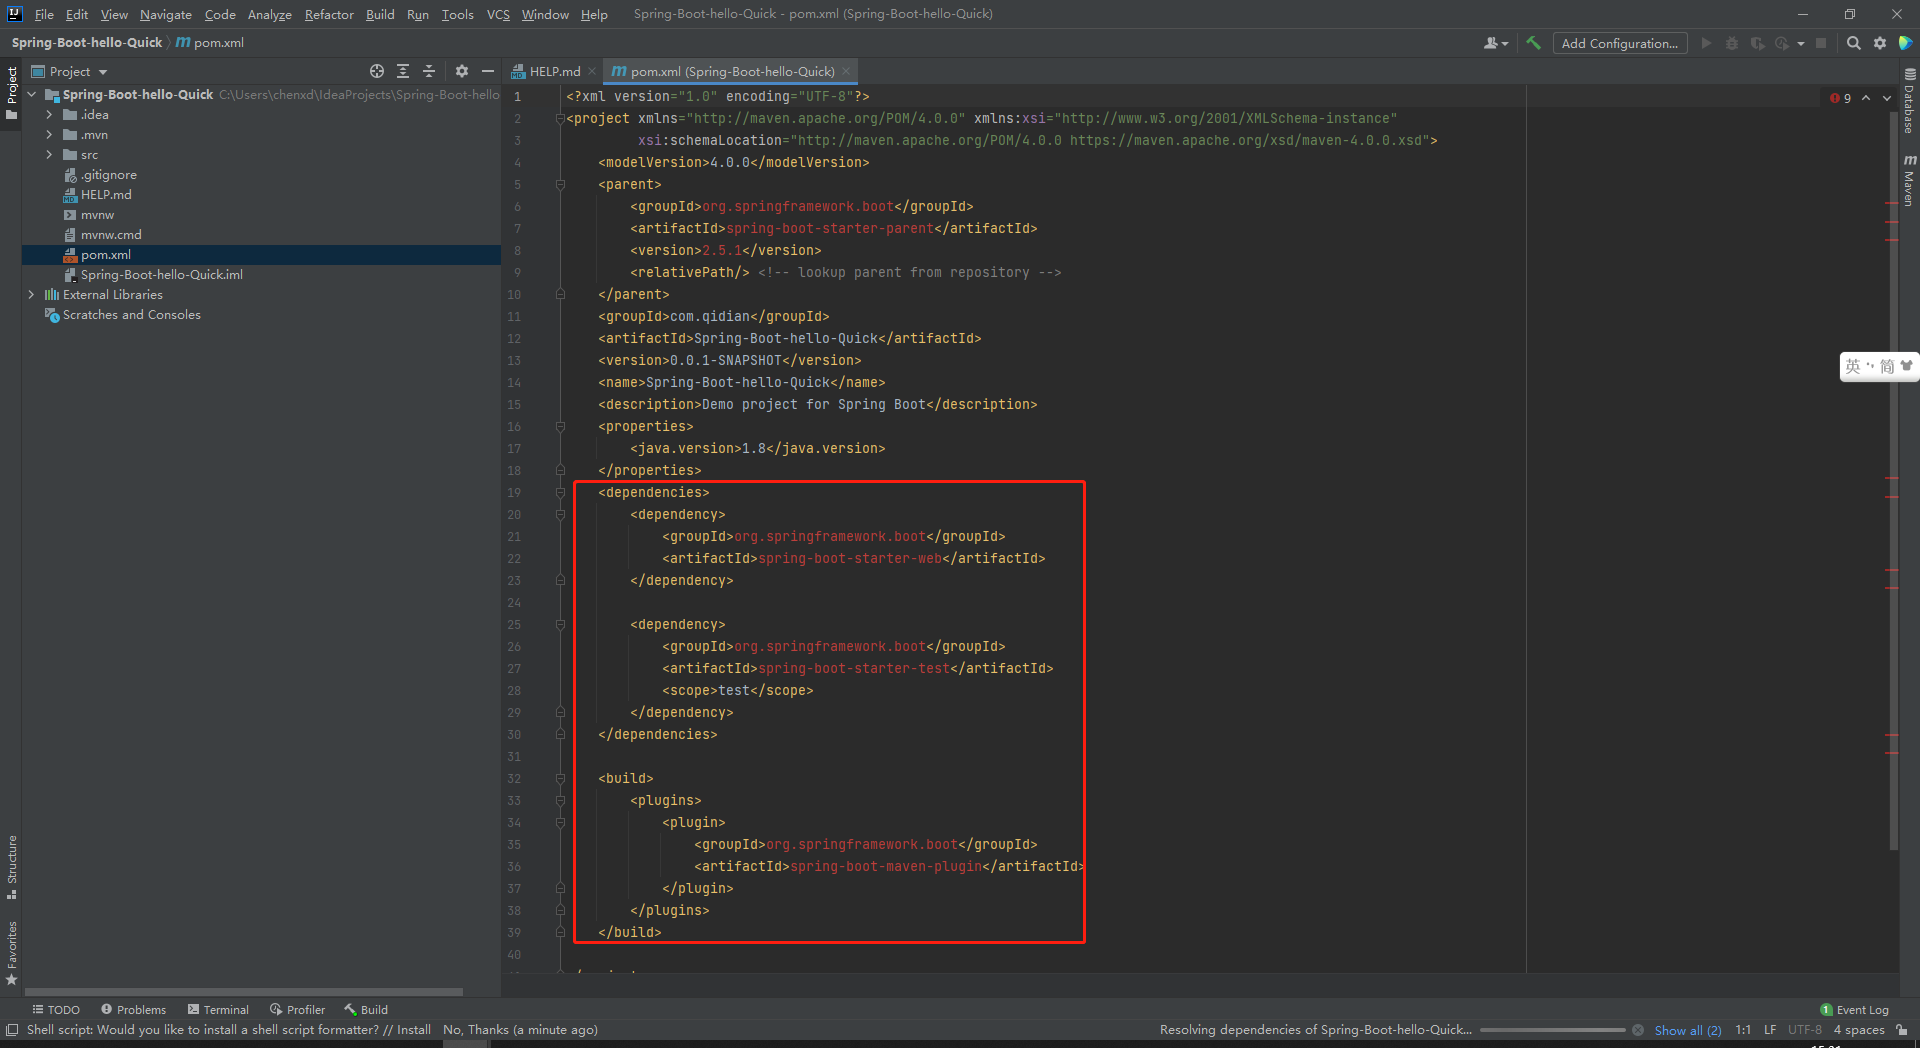 File Edit View Navigate Code Analyze Refactor Build Run Tools VCS Window Help Spring-Boot-hello-Quick - pom.xml (Spring-Boot-hello-Quick)
Spring-Boot-hello-Quick pom.xml Add Configuration...
Project
HELP.md pom.xml (Spring-Boot-hello-Quick)
Project
Spring-Boot-hello-Quick C:\Users\chenxd\IdeaProjects\Spring-Boot-hello
.idea
.mvn
src
.gitignore
HELP.md
mvnw
mvnw.cmd
pom.xml
Spring-Boot-hello-Quick.iml
External Libraries
Scratches and Consoles
Structure
Favorites
1 <?xml version="1.0" encoding="UTF-8"?>
2 <project xmlns="http://maven.apache.org/POM/4.0.0" xmlns:xsi="http://www.w3.org/2001/XMLSchema-instance"
3 xsi:schemaLocation="http://maven.apache.org/POM/4.0.0 https://maven.apache.org/xsd/maven-4.0.0.xsd">
4 <modelVersion>4.0.0</modelVersion>
5 <parent>
6 <groupId>org.springframework.boot</groupId>
7 <artifactId>spring-boot-starter-parent</artifactId>
8 <version>2.5.1</version>
9 <relativePath/> <!-- lookup parent from repository -->
10 </parent>
11 <groupId>com.qidian</groupId>
12 <artifactId>Spring-Boot-hello-Quick</artifactId>
13 <version>0.0.1-SNAPSHOT</version>
14 <name>Spring-Boot-hello-Quick</name>
15 <description>Demo project for Spring Boot</description>
16 <properties>
17 <java.version>1.8</java.version>
18 </properties>
19 <dependencies>
20 <dependency>
21 <groupId>org.springframework.boot</groupId>
22 <artifactId>spring-boot-starter-web</artifactId>
23 </dependency>
24
25 <dependency>
26 <groupId>org.springframework.boot</groupId>
27 <artifactId>spring-boot-starter-test</artifactId>
28 <scope>test</scope>
29 </dependency>
30 </dependencies>
31
32 <build>
33 <plugins>
34 <plugin>
35 <groupId>org.springframework.boot</groupId>
36 <artifactId>spring-boot-maven-plugin</artifactId>
37 </plugin>
38 </plugins>
39 </build>
40
9
Database
m Maven
英 简
TODO Problems Terminal Profiler Build 1 Event Log
Shell script: Would you like to install a shell script formatter? // Install No, Thanks (a minute ago) Resolving dependencies of Spring-Boot-hello-Quick... Show all (2) 1:1 LF UTF-8 4 spaces